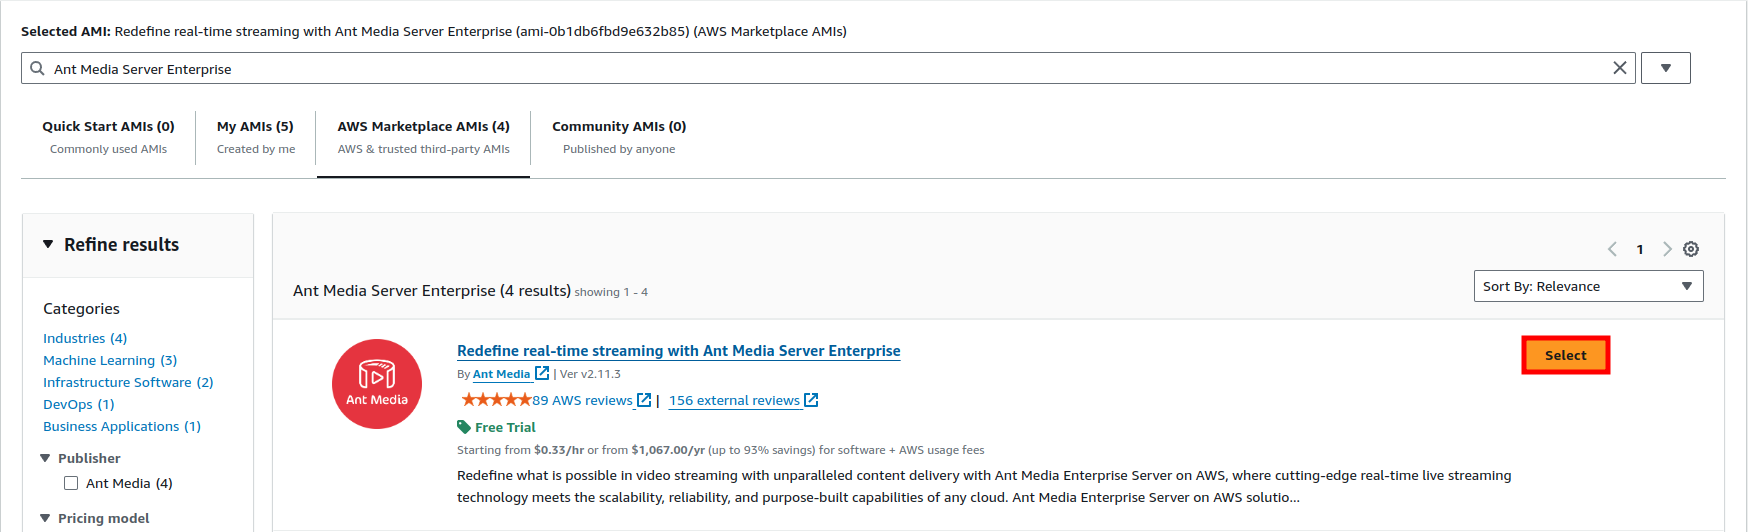 Selected AMI: Redefine real-time streaming with Ant Media Server Enterprise (ami-0b1db6fbd9e632b85) (AWS Marketplace AMIs)
Ant Media Server Enterprise
Quick Start AMIs (0)
Commonly used AMIs
My AMIs (5)
Created by me
AWS Marketplace AMIs (4)
AWS & trusted third-party AMIs
Community AMIs (0)
Published by anyone
Refine results
Categories
Industries (4)
Machine Learning (3)
Infrastructure Software (2)
DevOps (1)
Business Applications (1)
Publisher
Ant Media (4)
Pricing model
1
Ant Media Server Enterprise (4 results) showing 1 - 4
Sort By: Relevance
Ant Media
Redefine real-time streaming with Ant Media Server Enterprise
Select
By Ant Media | Ver v2.11.3
89 AWS reviews | 156 external reviews
Free Trial
Starting from $0.33/hr or from $1,067.00/yr (up to 93% savings) for software + AWS usage fees
Redefine what is possible in video streaming with unparalleled content delivery with Ant Media Enterprise Server on AWS, where cutting-edge real-time live streaming
technology meets the scalability, reliability, and purpose-built capabilities of any cloud. Ant Media Enterprise Server on AWS solutio...